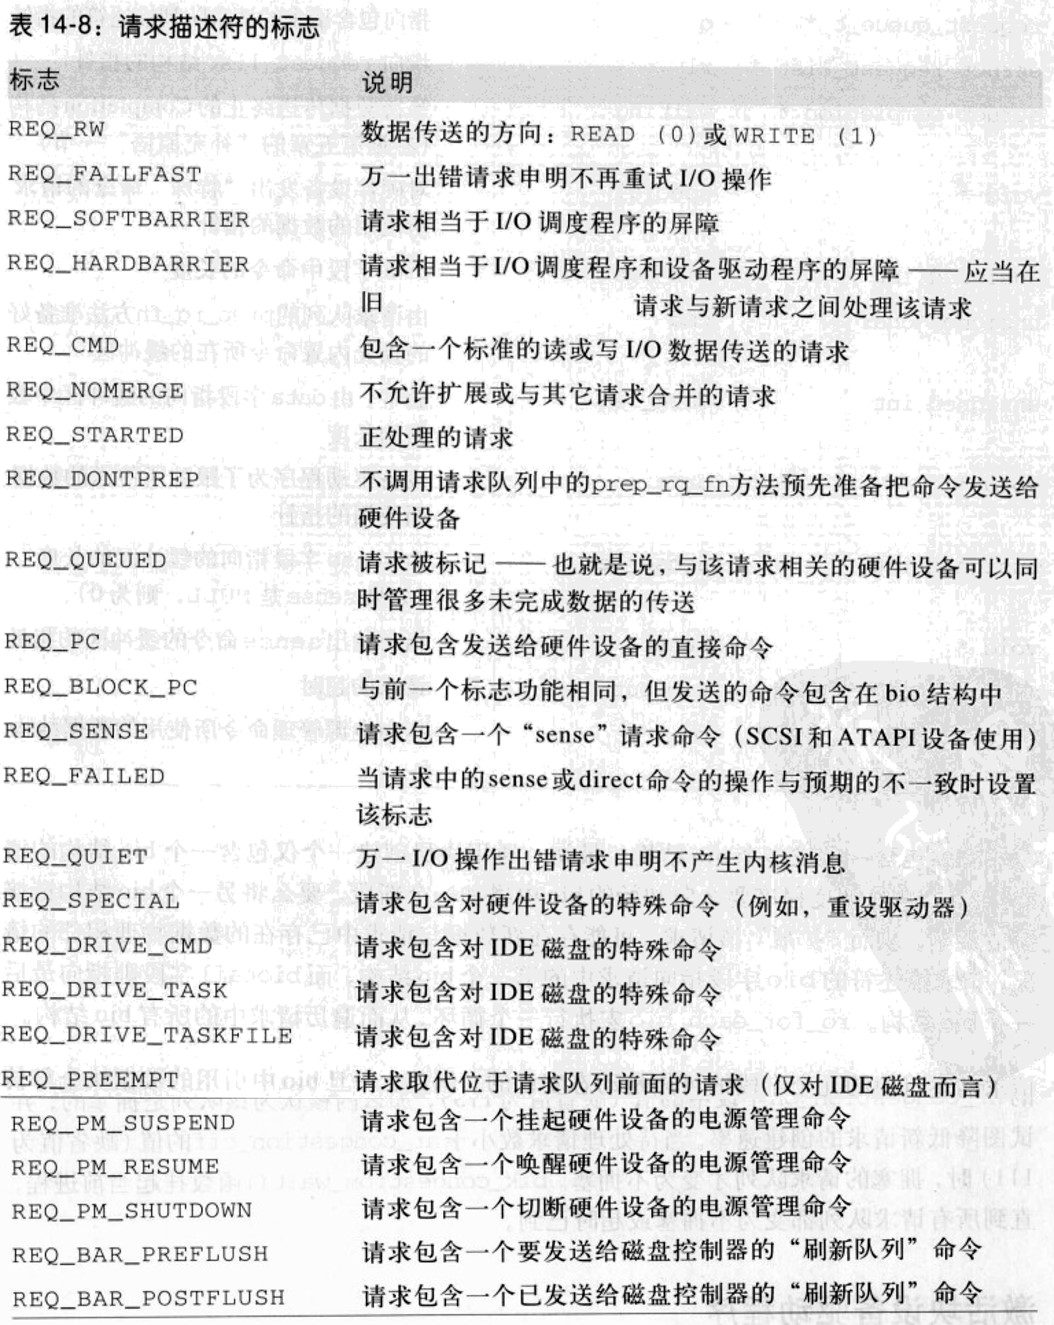 表 14-8：请求描述符的标志
标志 说明
REQ_RW 数据传送的方向：READ (0)或 WRITE (1)
REQ_FAILFAST 万一出错请求申明不再重试 I/O 操作
REQ_SOFTBARRIER 请求相当于 I/O 调度程序的屏障
REQ_HARDBARRIER 请求相当于 I/O 调度程序和设备驱动程序的屏障 —— 应当在
旧 请求与新请求之间处理该请求
REQ_CMD 包含一个标准的读或写 I/O 数据传送的请求
REQ_NOMERGE 不允许扩展或与其它请求合并的请求
REQ_STARTED 正处理的请求
REQ_DONTPREP 不调用请求队列中的prep_rq_fn方法预先准备把命令发送给
硬件设备
REQ_QUEUED 请求被标记 —— 也就是说，与该请求相关的硬件设备可以同
时管理很多未完成数据的传送
REQ_PC 请求包含发送给硬件设备的直接命令
REQ_BLOCK_PC 与前一个标志功能相同，但发送的命令包含在 bio 结构中
REQ_SENSE 请求包含一个“sense”请求命令（SCSI 和 ATAPI 设备使用）
REQ_FAILED 当请求中的sense或direct命令的操作与预期的不一致时设置
该标志
REQ_QUIET 万一 I/O 操作出错请求申明不产生内核消息
REQ_SPECIAL 请求包含对硬件设备的特殊命令（例如，重设驱动器）
REQ_DRIVE_CMD 请求包含对 IDE 磁盘的特殊命令
REQ_DRIVE_TASK 请求包含对 IDE 磁盘的特殊命令
REQ_DRIVE_TASKFILE 请求包含对 IDE 磁盘的特殊命令
REQ_PREEMPT 请求取代位于请求队列前面的请求（仅对 IDE 磁盘而言）
REQ_PM_SUSPEND 请求包含一个挂起硬件设备的电源管理命令
REQ_PM_RESUME 请求包含一个唤醒硬件设备的电源管理命令
REQ_PM_SHUTDOWN 请求包含一个切断硬件设备的电源管理命令
REQ_BAR_PREFLUSH 请求包含一个要发送给磁盘控制器的“刷新队列”命令
REQ_BAR_POSTFLUSH 请求包含一个已发送给磁盘控制器的“刷新队列”命令